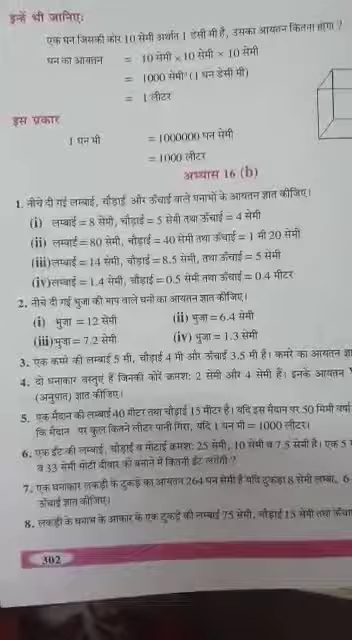 इन्हें भी जानिए:
एक घन जिसकी कोर 10 सेमी अर्थात 1 डेसी मी है, उसका आयतन कितना होगा ?
घन का आयतन = 10 सेमी × 10 सेमी × 10 सेमी
= 1000 सेमी³ (1 घन डेसी मी)
= 1 लीटर
इस प्रकार
1 घन मी = 1000000 घन सेमी
= 1000 लीटर
अभ्यास 16 (b)
1. नीचे दी गई लम्बाई, चौड़ाई और ऊँचाई वाले घनाभों के आयतन ज्ञात कीजिए।
(i) लम्बाई = 8 सेमी, चौड़ाई = 5 सेमी तथा ऊँचाई = 4 सेमी
(ii) लम्बाई = 80 सेमी, चौड़ाई = 40 सेमी तथा ऊँचाई = 1 मी 20 सेमी
(iii) लम्बाई = 14 सेमी, चौड़ाई = 8.5 सेमी, तथा ऊँचाई = 5 सेमी
(iv) लम्बाई = 1.4 सेमी, चौड़ाई = 0.5 सेमी तथा ऊँचाई = 0.4 मीटर
2. नीचे दी गई भुजा की माप वाले घनों का आयतन ज्ञात कीजिए।
(i) भुजा = 12 सेमी (ii) भुजा = 6.4 सेमी
(iii) भुजा = 7.2 सेमी (iv) भुजा = 1.3 सेमी
3. एक कमरे की लम्बाई 5 मी, चौड़ाई 4 मी और ऊँचाई 3.5 मी है। कमरे का आयतन
4. दो घनाकार वस्तुएं हैं जिनकी कोरें क्रमशः 2 सेमी और 4 सेमी हैं। इनके आयतन
(अनुपात) ज्ञात कीजिए।
5. एक मैदान की लम्बाई 40 मीटर तथा चौड़ाई 15 मीटर है। यदि इस मैदान पर 50 मिमी वर्षा
कि मैदान पर कुल कितने लीटर पानी गिरा, यदि 1 घन मी = 1000 लीटर।
6. एक ईंट की लम्बाई, चौड़ाई व मोटाई क्रमशः 25 सेमी, 10 सेमी व 7.5 सेमी है। एक 5
व 33 सेमी मोटी दीवार को बनाने में कितनी ईंट लगेंगी ?
7. एक घनाकार लकड़ी के टुकड़े का आयतन 264 घन सेमी है यदि टुकड़ा 8 सेमी लम्बा, 6
ऊँचाई ज्ञात कीजिए।
8. लकड़ी के घनाभ के आकार के एक टुकड़े की लम्बाई 75 सेमी, चौड़ाई 15 सेमी तथा
302